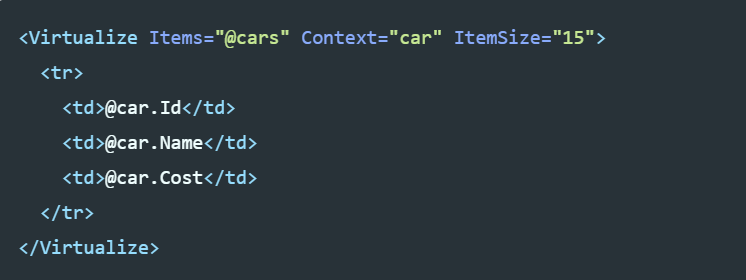 <Virtualize Items="@cars" Context="car" ItemSize="15">
  <tr>
    <td>@car.Id</td>
    <td>@car.Name</td>
    <td>@car.Cost</td>
  </tr>
</Virtualize>